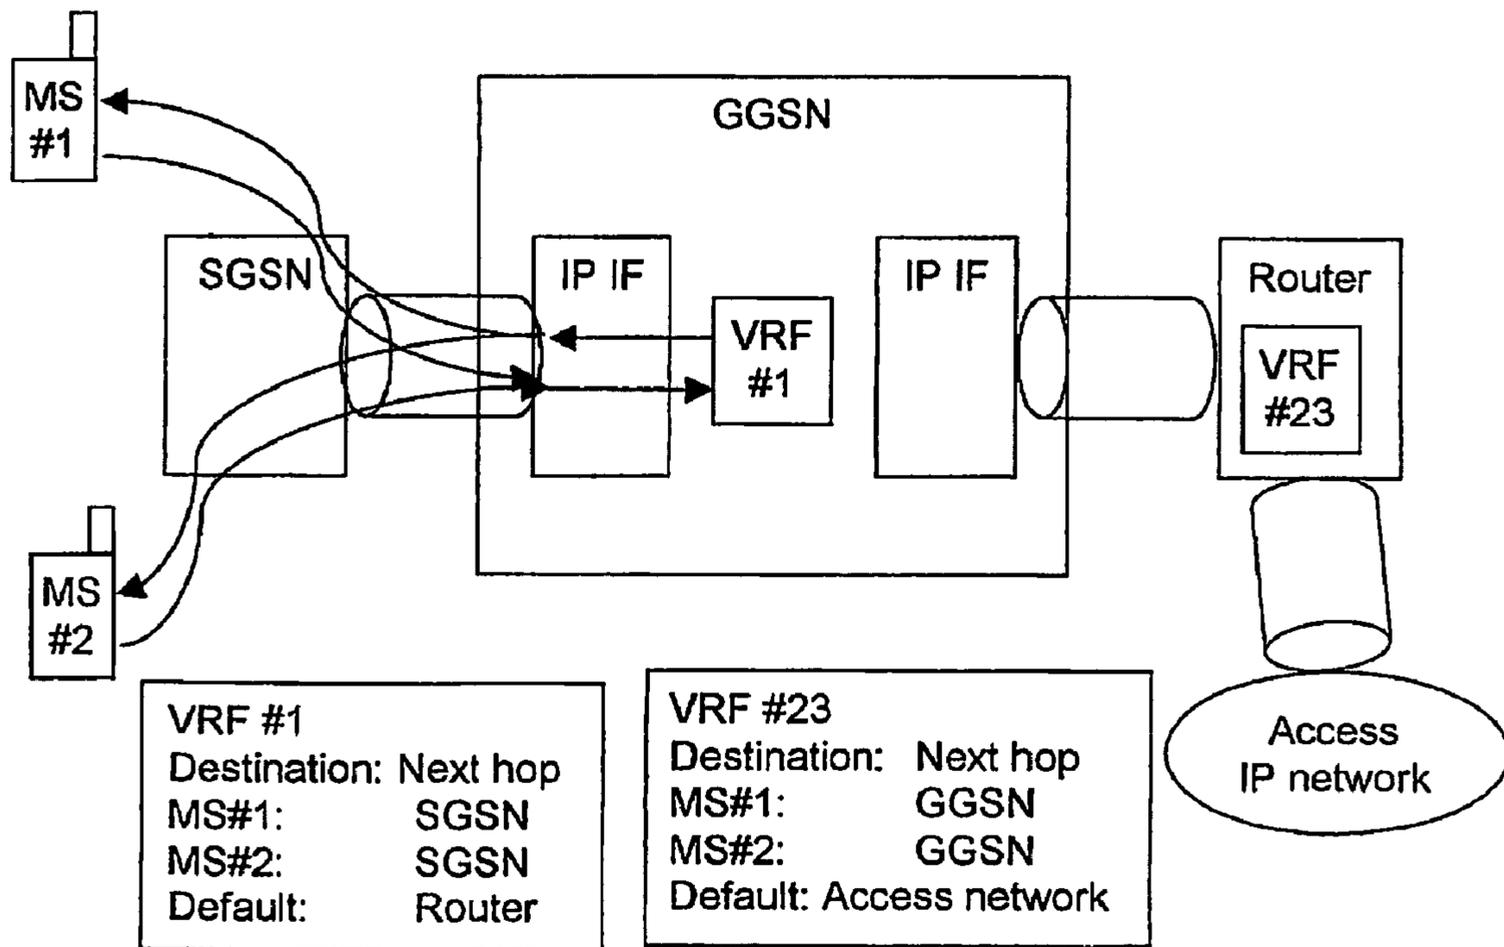 MS
#1
GGSN
SGSN
IP IF
VRF
#1
IP IF
Router
VRF
#23
MS
#2
VRF #1
Destination: Next hop
MS#1: SGSN
MS#2: SGSN
Default: Router
VRF #23
Destination: Next hop
MS#1: GGSN
MS#2: GGSN
Default: Access network
Access
IP network